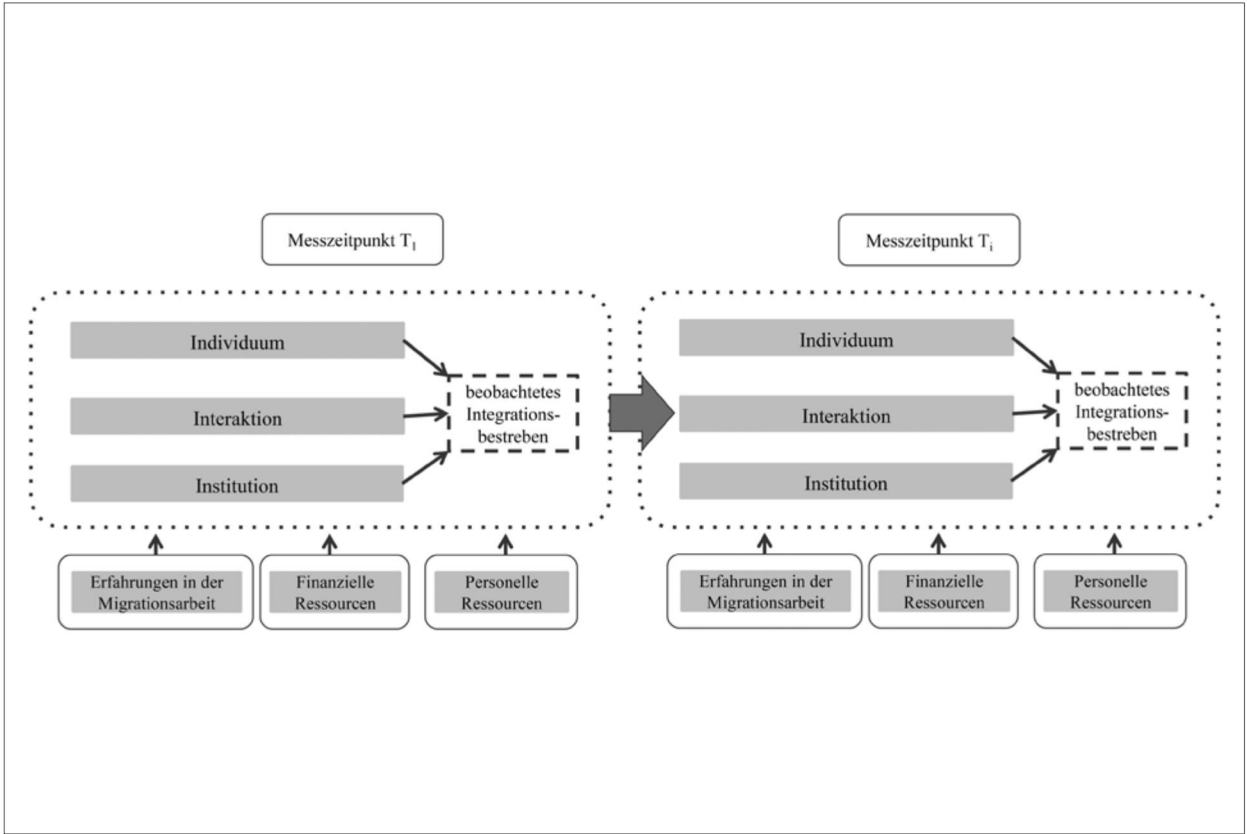 Messzeitpunkt T1
Individuum
Interaktion
Institution
beobachtetes
Integrations-
bestreben
Erfahrungen in der
Migrationsarbeit
Finanzielle
Ressourcen
Personelle
Ressourcen
Messzeitpunkt Ti
Individuum
Interaktion
Institution
beobachtetes
Integrations-
bestreben
Erfahrungen in der
Migrationsarbeit
Finanzielle
Ressourcen
Personelle
Ressourcen